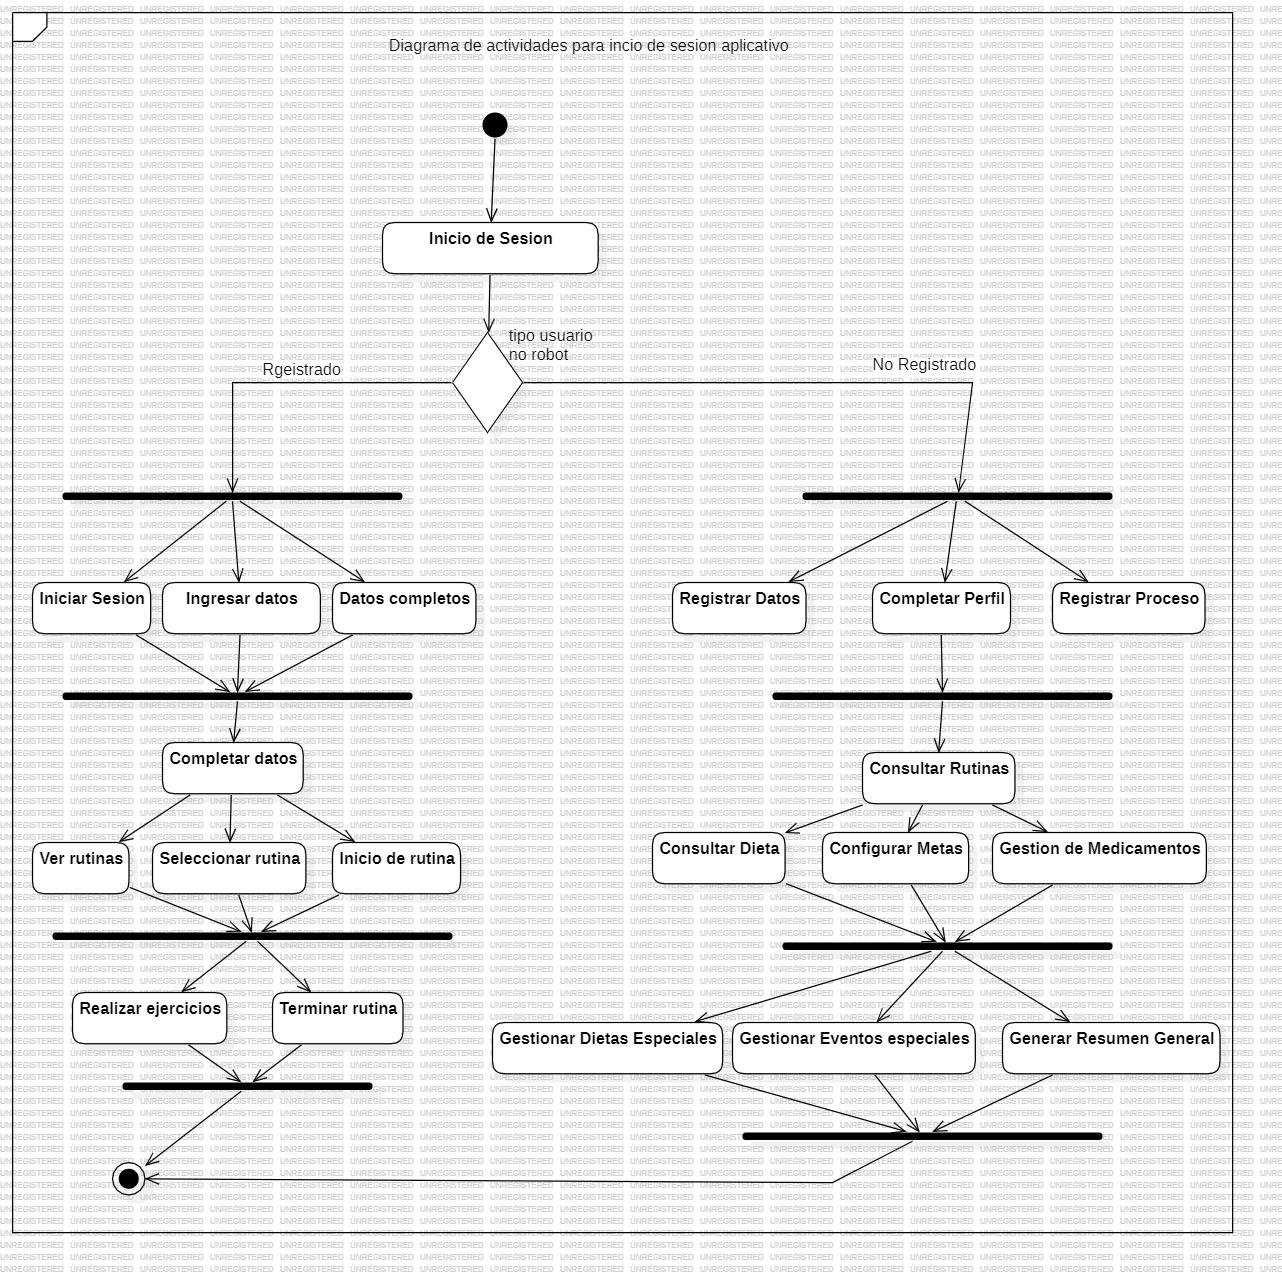 Diagrama de actividades para incio de sesion aplicativo
Inicio de Sesion
tipo usuario
no robot
Rgeistrado
No Registrado
Iniciar Sesion
Ingresar datos
Datos completos
Registrar Datos
Completar Perfil
Registrar Proceso
Completar datos
Consultar Rutinas
Ver rutinas
Seleccionar rutina
Inicio de rutina
Consultar Dieta
Configurar Metas
Gestion de Medicamentos
Realizar ejercicios
Terminar rutina
Gestionar Dietas Especiales
Gestionar Eventos especiales
Generar Resumen General
UNREGISTERED